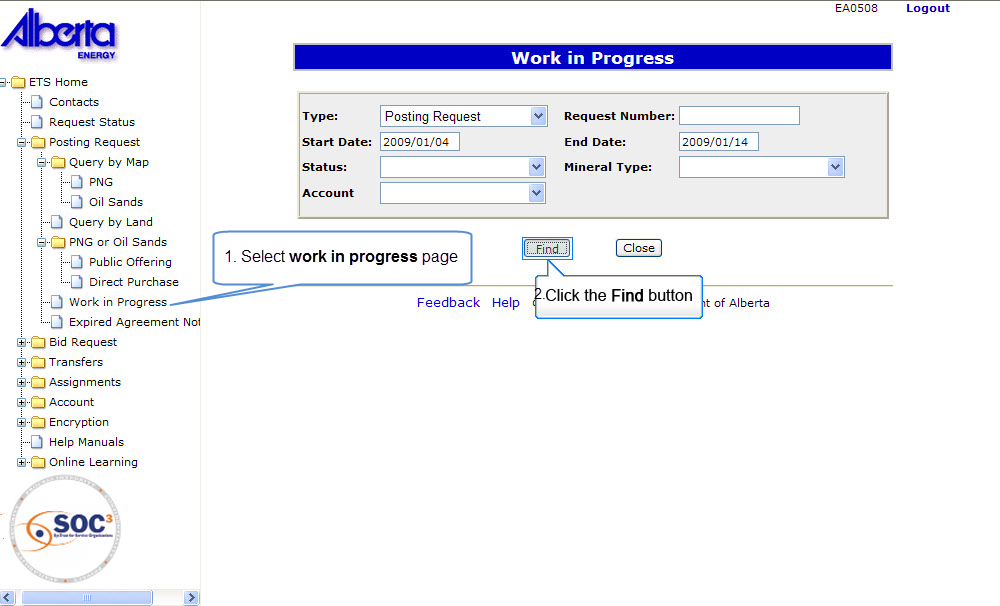 EA0508 Logout
Alberta
ENERGY
ETS Home
Contacts
Request Status
Posting Request
Query by Map
PNG
Oil Sands
Query by Land
PNG or Oil Sands
Public Offering
Direct Purchase
Work in Progress
Expired Agreement Not
Bid Request
Transfers
Assignments
Account
Encryption
Help Manuals
Online Learning
SOC3
SysTrust for Service Organizations
Work in Progress
Type: Posting Request Request Number:
Start Date: 2009/01/04 End Date: 2009/01/14
Status: Mineral Type:
Account
Find Close
1. Select work in progress page
2.Click the Find button
Feedback Help
t of Alberta